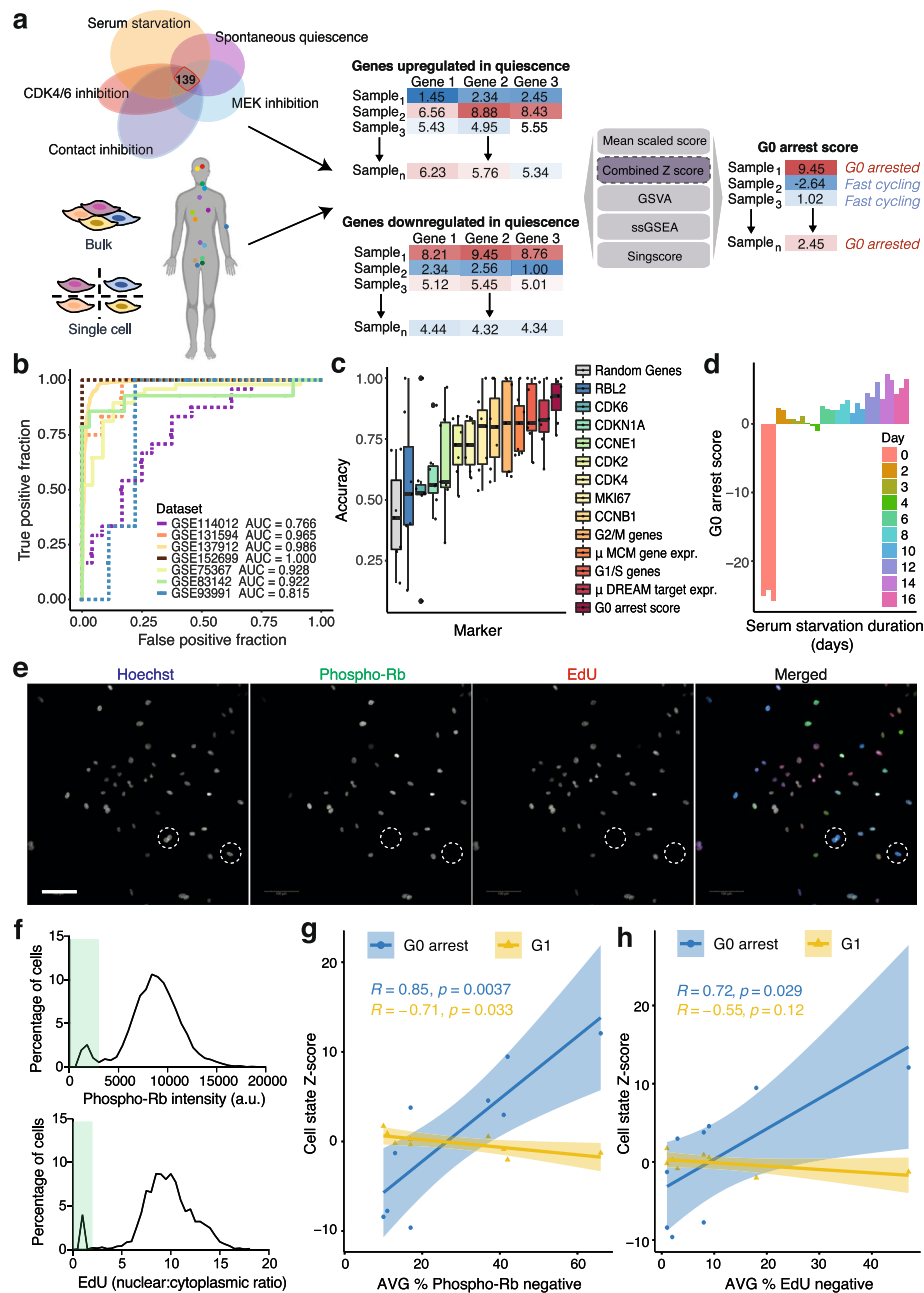 a
Serum starvation
Spontaneous quiescence
139
CDK4/6 inhibition
MEK inhibition
Contact inhibition
Bulk
Single cell
Genes upregulated in quiescence
Gene 1 Gene 2 Gene 3
Sample1 1.45 2.34 2.45
Sample2 6.56 8.88 8.43
Sample3 5.43 4.95 5.55
Samplen 6.23 5.76 5.34
Genes downregulated in quiescence
Gene 1 Gene 2 Gene 3
Sample1 8.21 9.45 8.76
Sample2 2.34 2.56 1.00
Sample3 5.12 5.45 5.01
Samplen 4.44 4.32 4.34
Mean scaled score
Combined Z score
GSVA
ssGSEA
Singscore
G0 arrest score
Sample1 9.45 G0 arrested
Sample2 -2.64 Fast cycling
Sample3 1.02 Fast cycling
Samplen 2.45 G0 arrested
b
True positive fraction
1.00
0.75
0.50
0.25
0.00
Dataset
GSE114012 AUC = 0.766
GSE131594 AUC = 0.965
GSE137912 AUC = 0.986
GSE152699 AUC = 1.000
GSE75367 AUC = 0.928
GSE83142 AUC = 0.922
GSE93991 AUC = 0.815
0.00 0.25 0.50 0.75 1.00
False positive fraction
c
Accuracy
1.00
0.75
0.50
0.25
Marker
Random Genes
RBL2
CDK6
CDKN1A
CCNE1
CDK2
CDK4
MKI67
CCNB1
G2/M genes
μ MCM gene expr.
G1/S genes
μ DREAM target expr.
G0 arrest score
d
G0 arrest score
0
−10
−20
Day
0
2
3
4
6
8
10
12
14
16
Serum starvation duration
(days)
e
Hoechst Phospho-Rb EdU Merged
f
Percentage of cells
15
10
5
0
0 5000 10000 15000 20000
Phospho-Rb intensity (a.u.)
Percentage of cells
15
10
5
0
0 5 10 15 20
EdU (nuclear:cytoplasmic ratio)
g
G0 arrest G1
R = 0.85, p = 0.0037
R = −0.71, p = 0.033
Cell state Z-score
20
10
0
−10
0 20 40 60
AVG % Phospho-Rb negative
h
G0 arrest G1
R = 0.72, p = 0.029
R = −0.55, p = 0.12
Cell state Z-score
20
10
0
−10
0 10 20 30 40
AVG % EdU negative